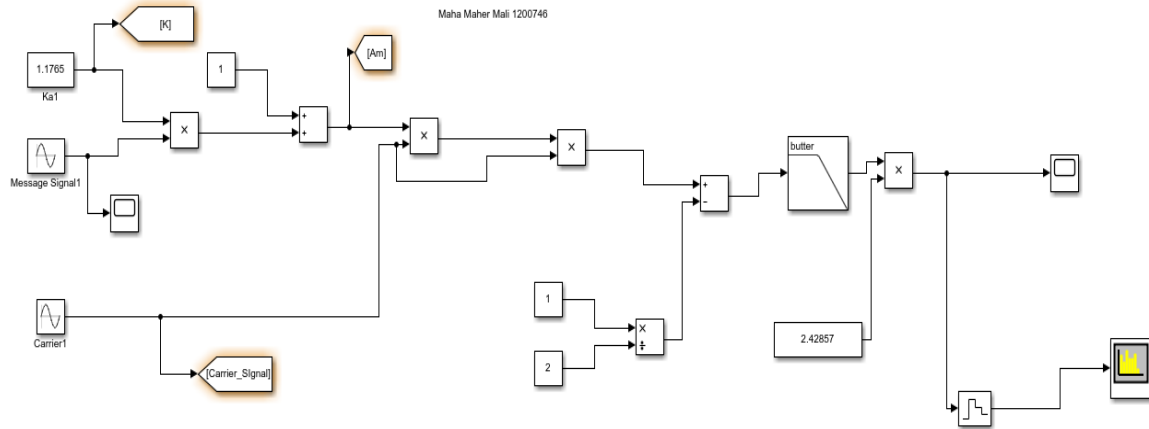 Maha Maher Mali 1200746
[K]
[Am]
1.1765
Ka1
1
+
+
×
×
×
Message Signal1
butter
×
+
−
Carrier1
[Carrier_SIgnal]
1
×
÷
2
2.42857